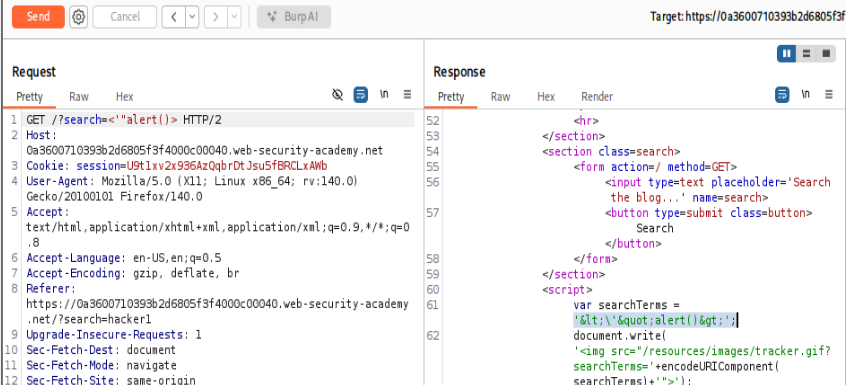 Send Cancel < > Burp AI Target: https://0a3600710393b2d6805f3f
Request
Pretty Raw Hex \n
1 GET /?search=<'"alert()> HTTP/2
2 Host:
0a3600710393b2d6805f3f4000c00040.web-security-academy.net
3 Cookie: session=U9t1xv2x936AzQqbrDtJsu5fBRCLxAWb
4 User-Agent: Mozilla/5.0 (X11; Linux x86_64; rv:140.0)
Gecko/20100101 Firefox/140.0
5 Accept:
text/html,application/xhtml+xml,application/xml;q=0.9,*/*;q=0
.8
6 Accept-Language: en-US,en;q=0.5
7 Accept-Encoding: gzip, deflate, br
8 Referer:
https://0a3600710393b2d6805f3f4000c00040.web-security-academy
.net/?search=hacker1
9 Upgrade-Insecure-Requests: 1
10 Sec-Fetch-Dest: document
11 Sec-Fetch-Mode: navigate
12 Sec-Fetch-Site: same-origin
Response
Pretty Raw Hex Render \n
52 <hr>
53 </section>
54 <section class=search>
55 <form action=/ method=GET>
56 <input type=text placeholder='Search
the blog...' name=search>
57 <button type=submit class=button>
Search
</button>
58 </form>
59 </section>
60 <script>
61 var searchTerms =
'&lt;\'&quot;alert()&gt;';
62 document.write(
'<img src="/resources/images/tracker.gif?
searchTerms='+encodeURIComponent(
searchTerms)+'">');